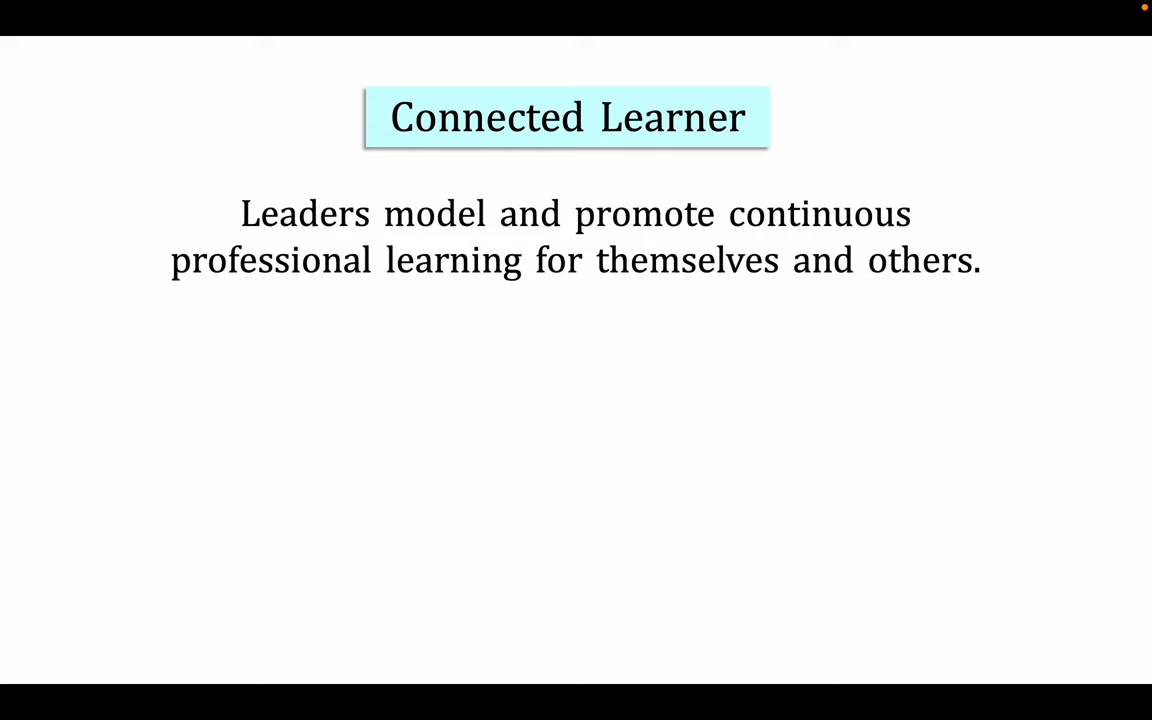 Connected Learner
Leaders model and promote continuous
professional learning for themselves and others.